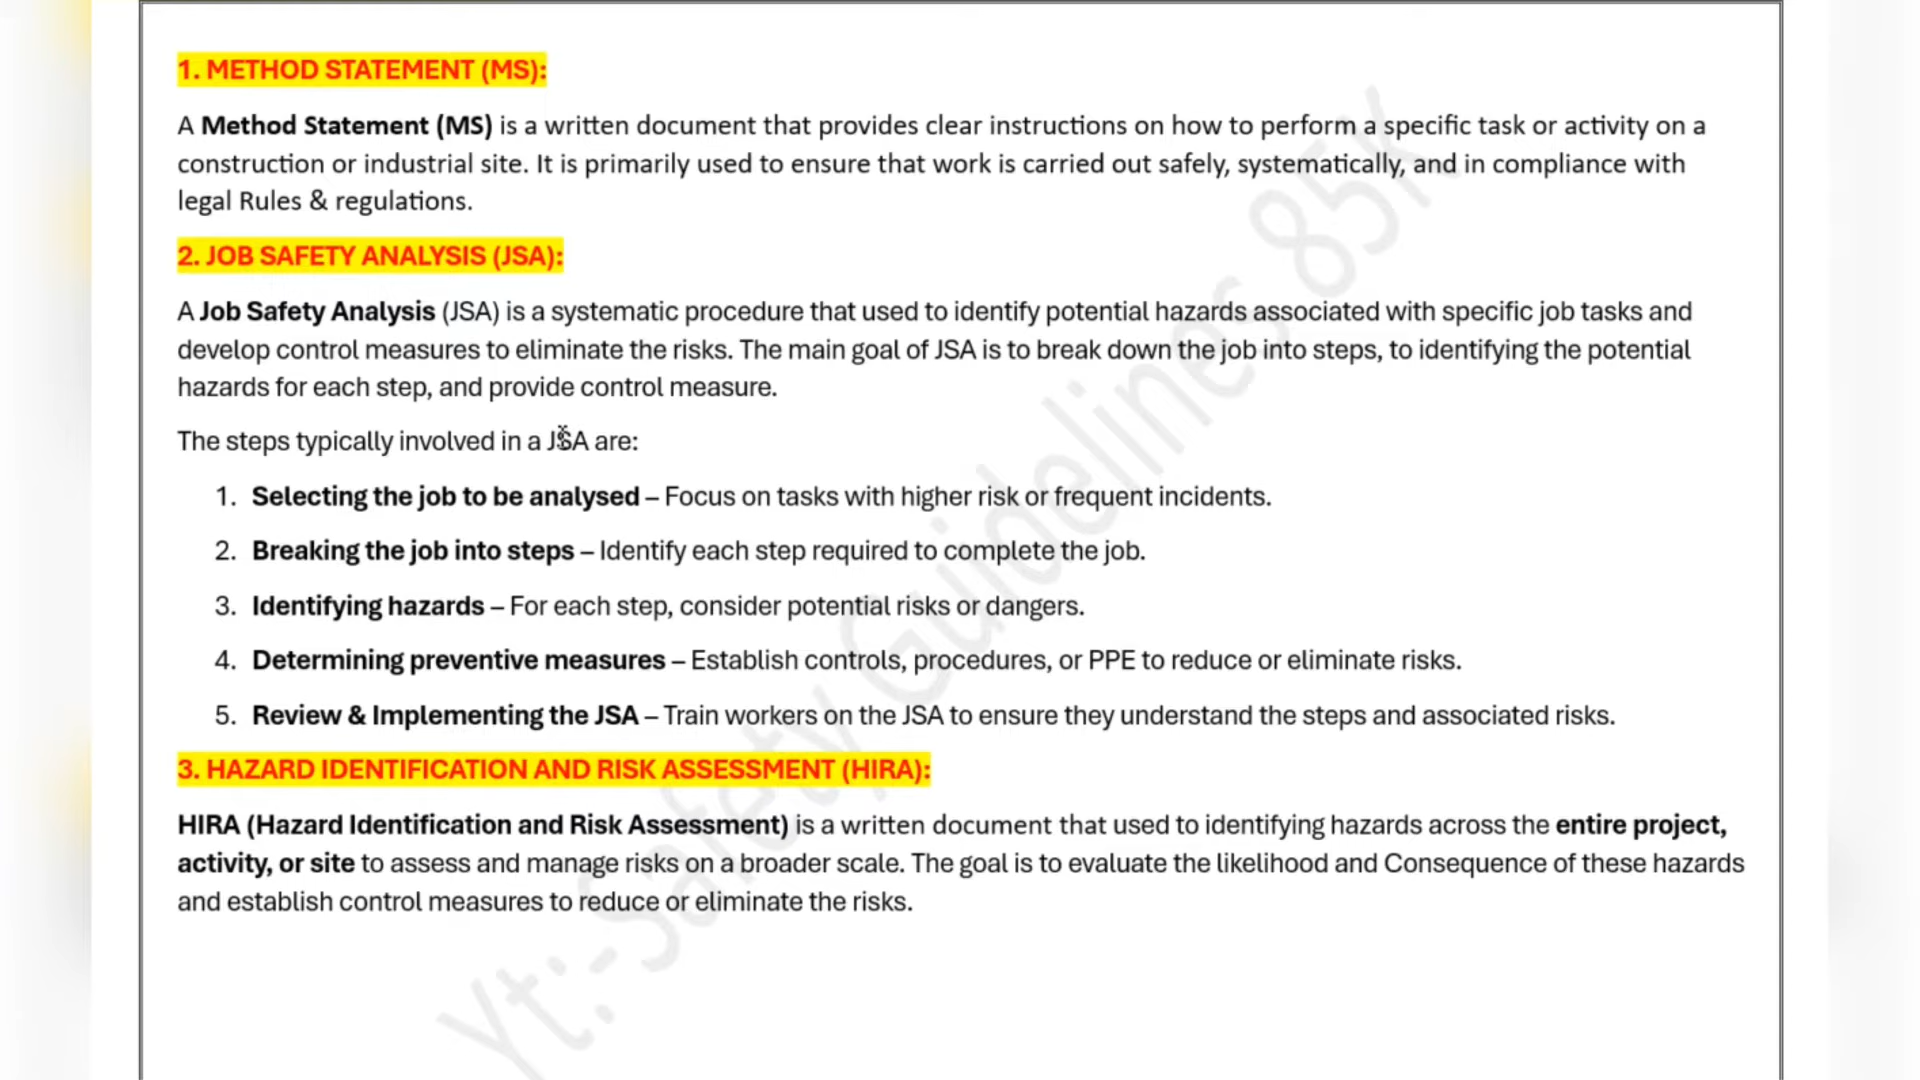 1. METHOD STATEMENT (MS):
A Method Statement (MS) is a written document that provides clear instructions on how to perform a specific task or activity on a
construction or industrial site. It is primarily used to ensure that work is carried out safely, systematically, and in compliance with
legal Rules & regulations.
2. JOB SAFETY ANALYSIS (JSA):
A Job Safety Analysis (JSA) is a systematic procedure that used to identify potential hazards associated with specific job tasks and
develop control measures to eliminate the risks. The main goal of JSA is to break down the job into steps, to identifying the potential
hazards for each step, and provide control measure.
The steps typically involved in a JSA are:
1. Selecting the job to be analysed – Focus on tasks with higher risk or frequent incidents.
2. Breaking the job into steps – Identify each step required to complete the job.
3. Identifying hazards – For each step, consider potential risks or dangers.
4. Determining preventive measures – Establish controls, procedures, or PPE to reduce or eliminate risks.
5. Review & Implementing the JSA – Train workers on the JSA to ensure they understand the steps and associated risks.
3. HAZARD IDENTIFICATION AND RISK ASSESSMENT (HIRA):
HIRA (Hazard Identification and Risk Assessment) is a written document that used to identifying hazards across the entire project,
activity, or site to assess and manage risks on a broader scale. The goal is to evaluate the likelihood and Consequence of these hazards
and establish control measures to reduce or eliminate the risks.
Yt:-Safety Guidelines 85K